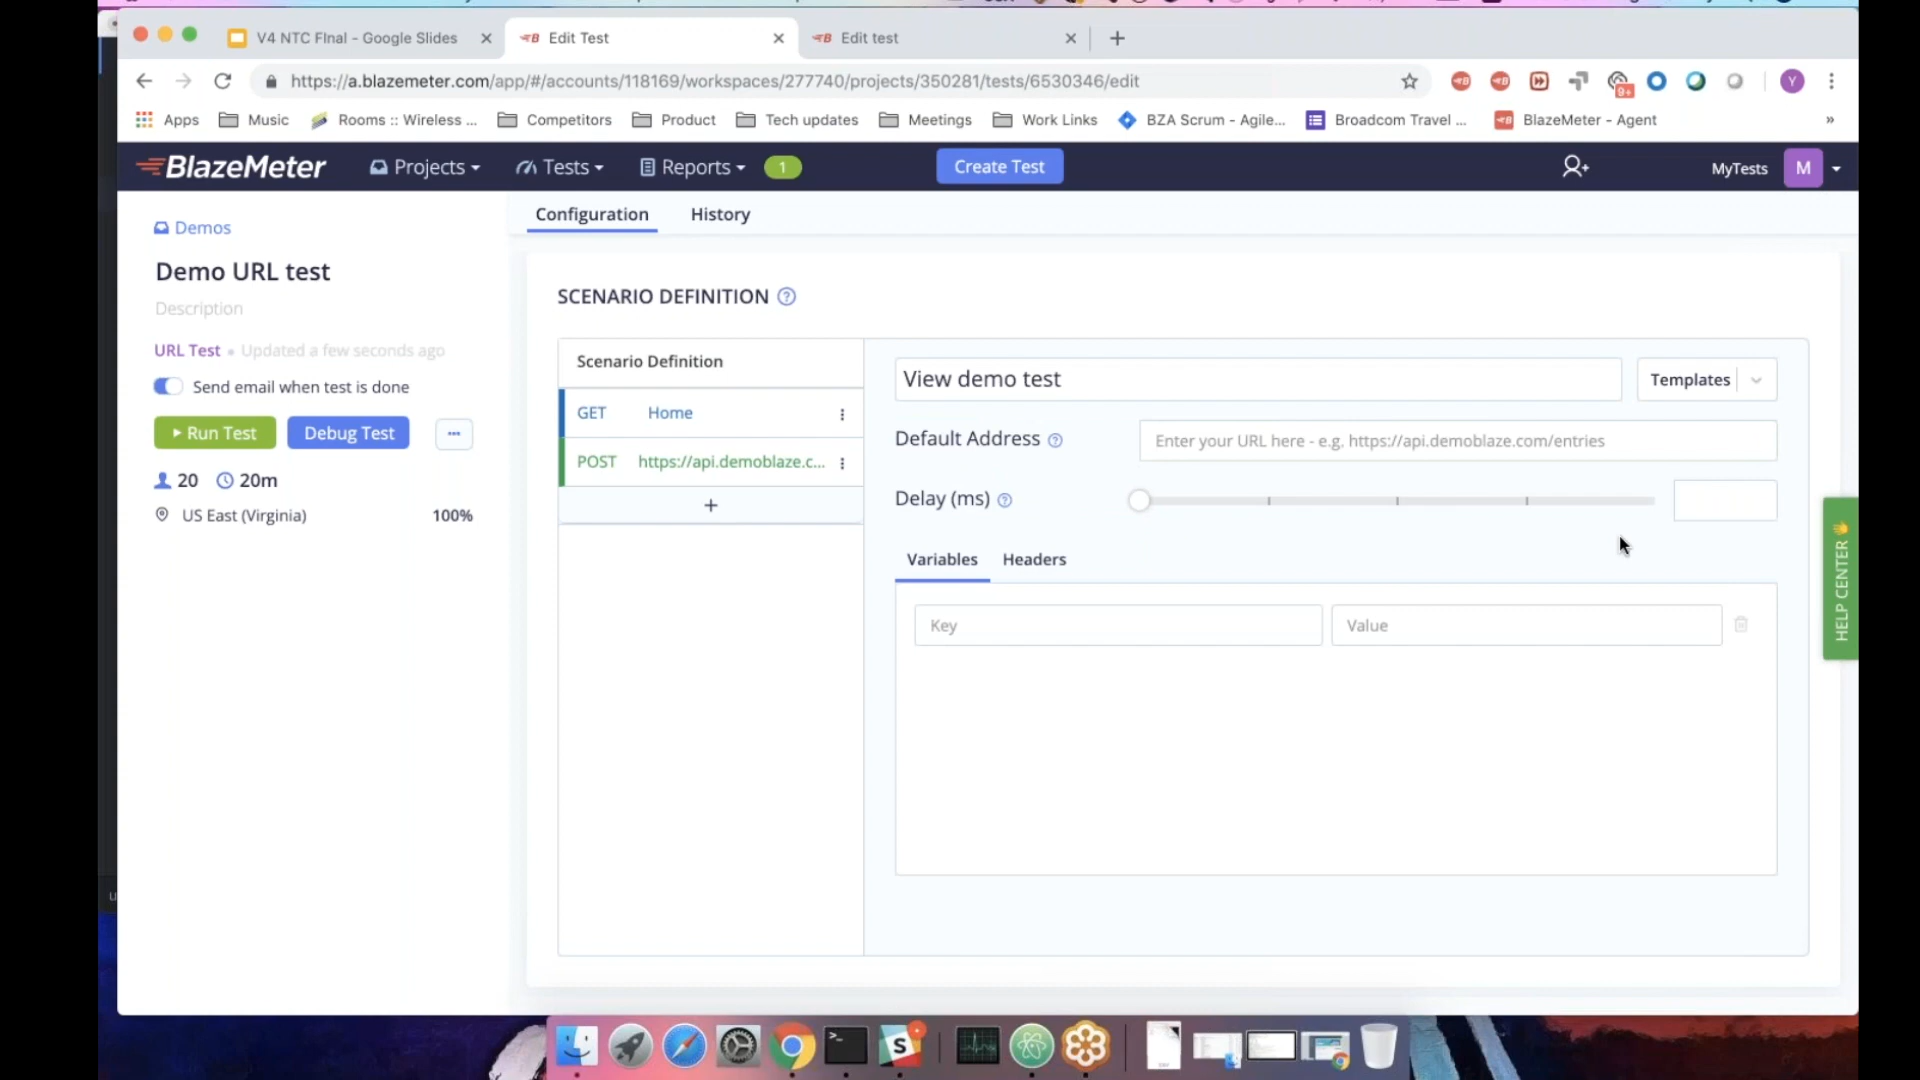 V4 NTC FInal - Google Slides
Edit Test
Edit test
https://a.blazemeter.com/app/#/accounts/118169/workspaces/277740/projects/350281/tests/6530346/edit
9+
Y
Apps
Music
Rooms :: Wireless ...
Competitors
Product
Tech updates
Meetings
Work Links
BZA Scrum - Agile...
Broadcom Travel ...
BlazeMeter - Agent
»
BlazeMeter
Projects
Tests
Reports
1
Create Test
MyTests
M
Demos
Configuration
History
Demo URL test
Description
URL Test • Updated a few seconds ago
Send email when test is done
Run Test
Debug Test
...
20
20m
US East (Virginia)
100%
SCENARIO DEFINITION
Scenario Definition
GET Home
POST https://api.demoblaze.c...
+
View demo test
Templates
Default Address
Enter your URL here - e.g. https://api.demoblaze.com/entries
Delay (ms)
Variables
Headers
Key
Value
HELP CENTER